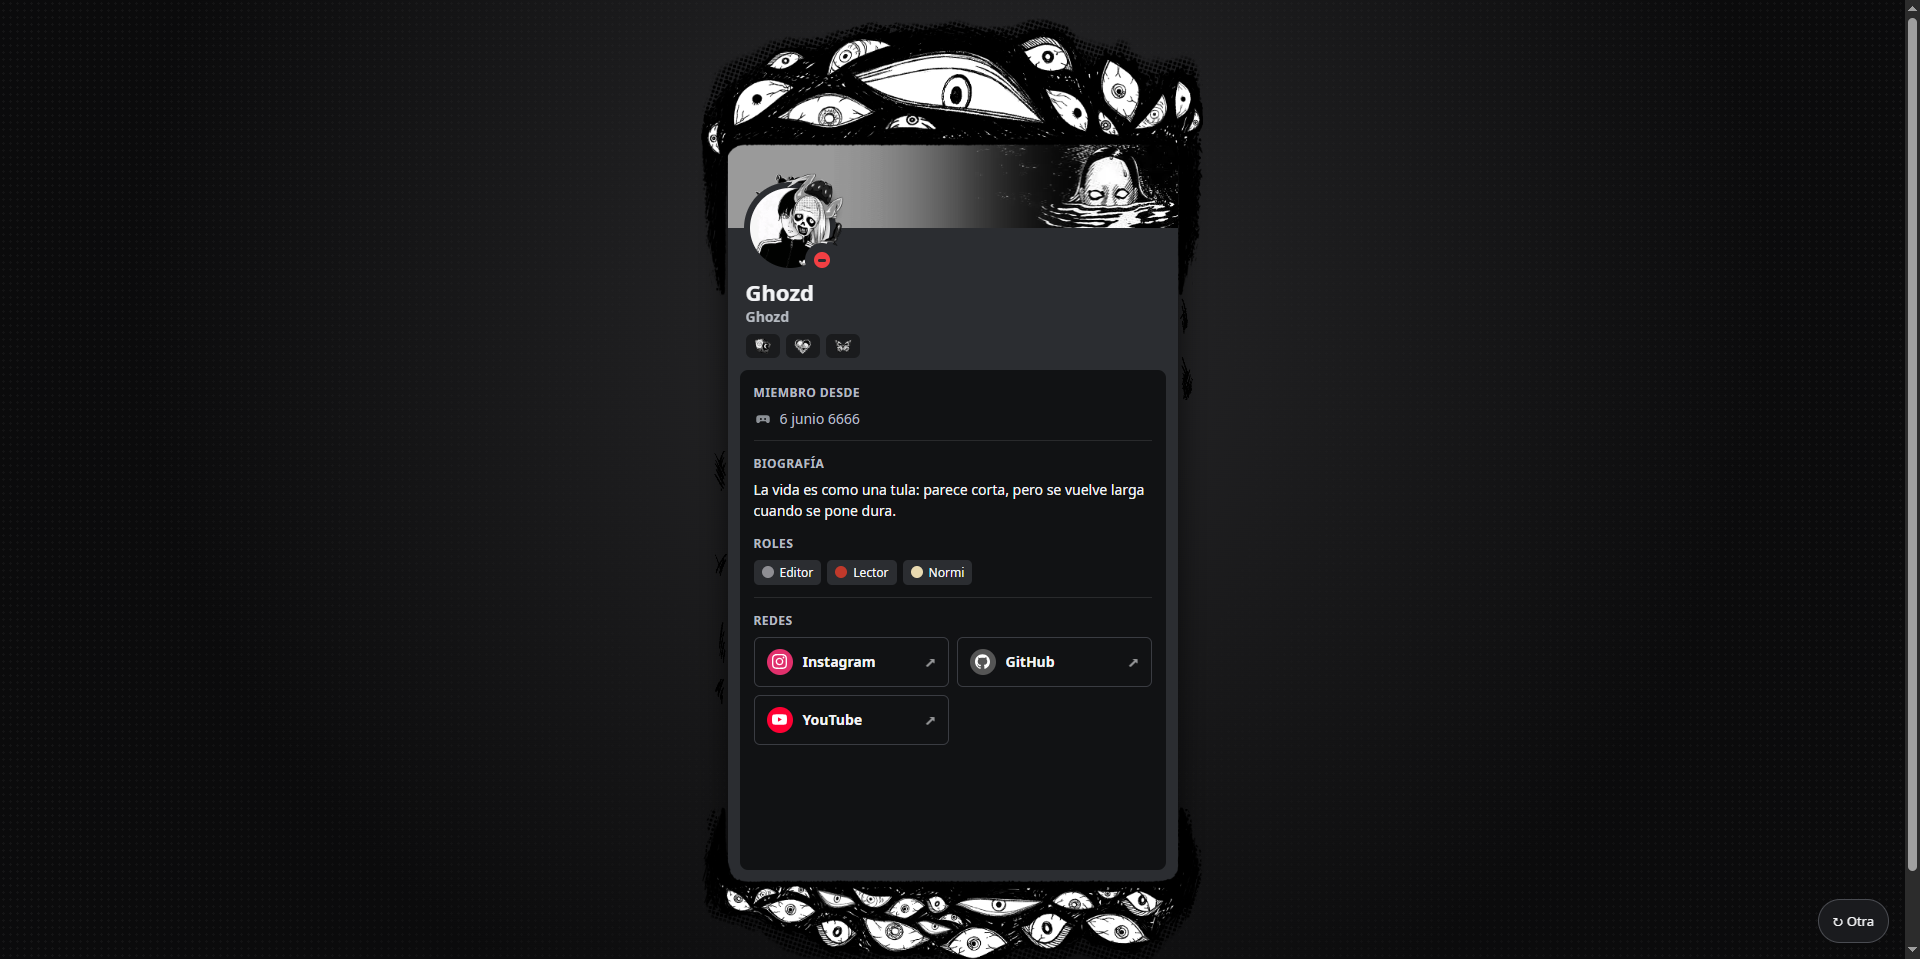 Ghozd
Ghozd
MIEMBRO DESDE
6 junio 6666
BIOGRAFÍA
La vida es como una tula: parece corta, pero se vuelve larga
cuando se pone dura.
ROLES
Editor Lector Normi
REDES
Instagram ↗ GitHub ↗
YouTube ↗
↻ Otra